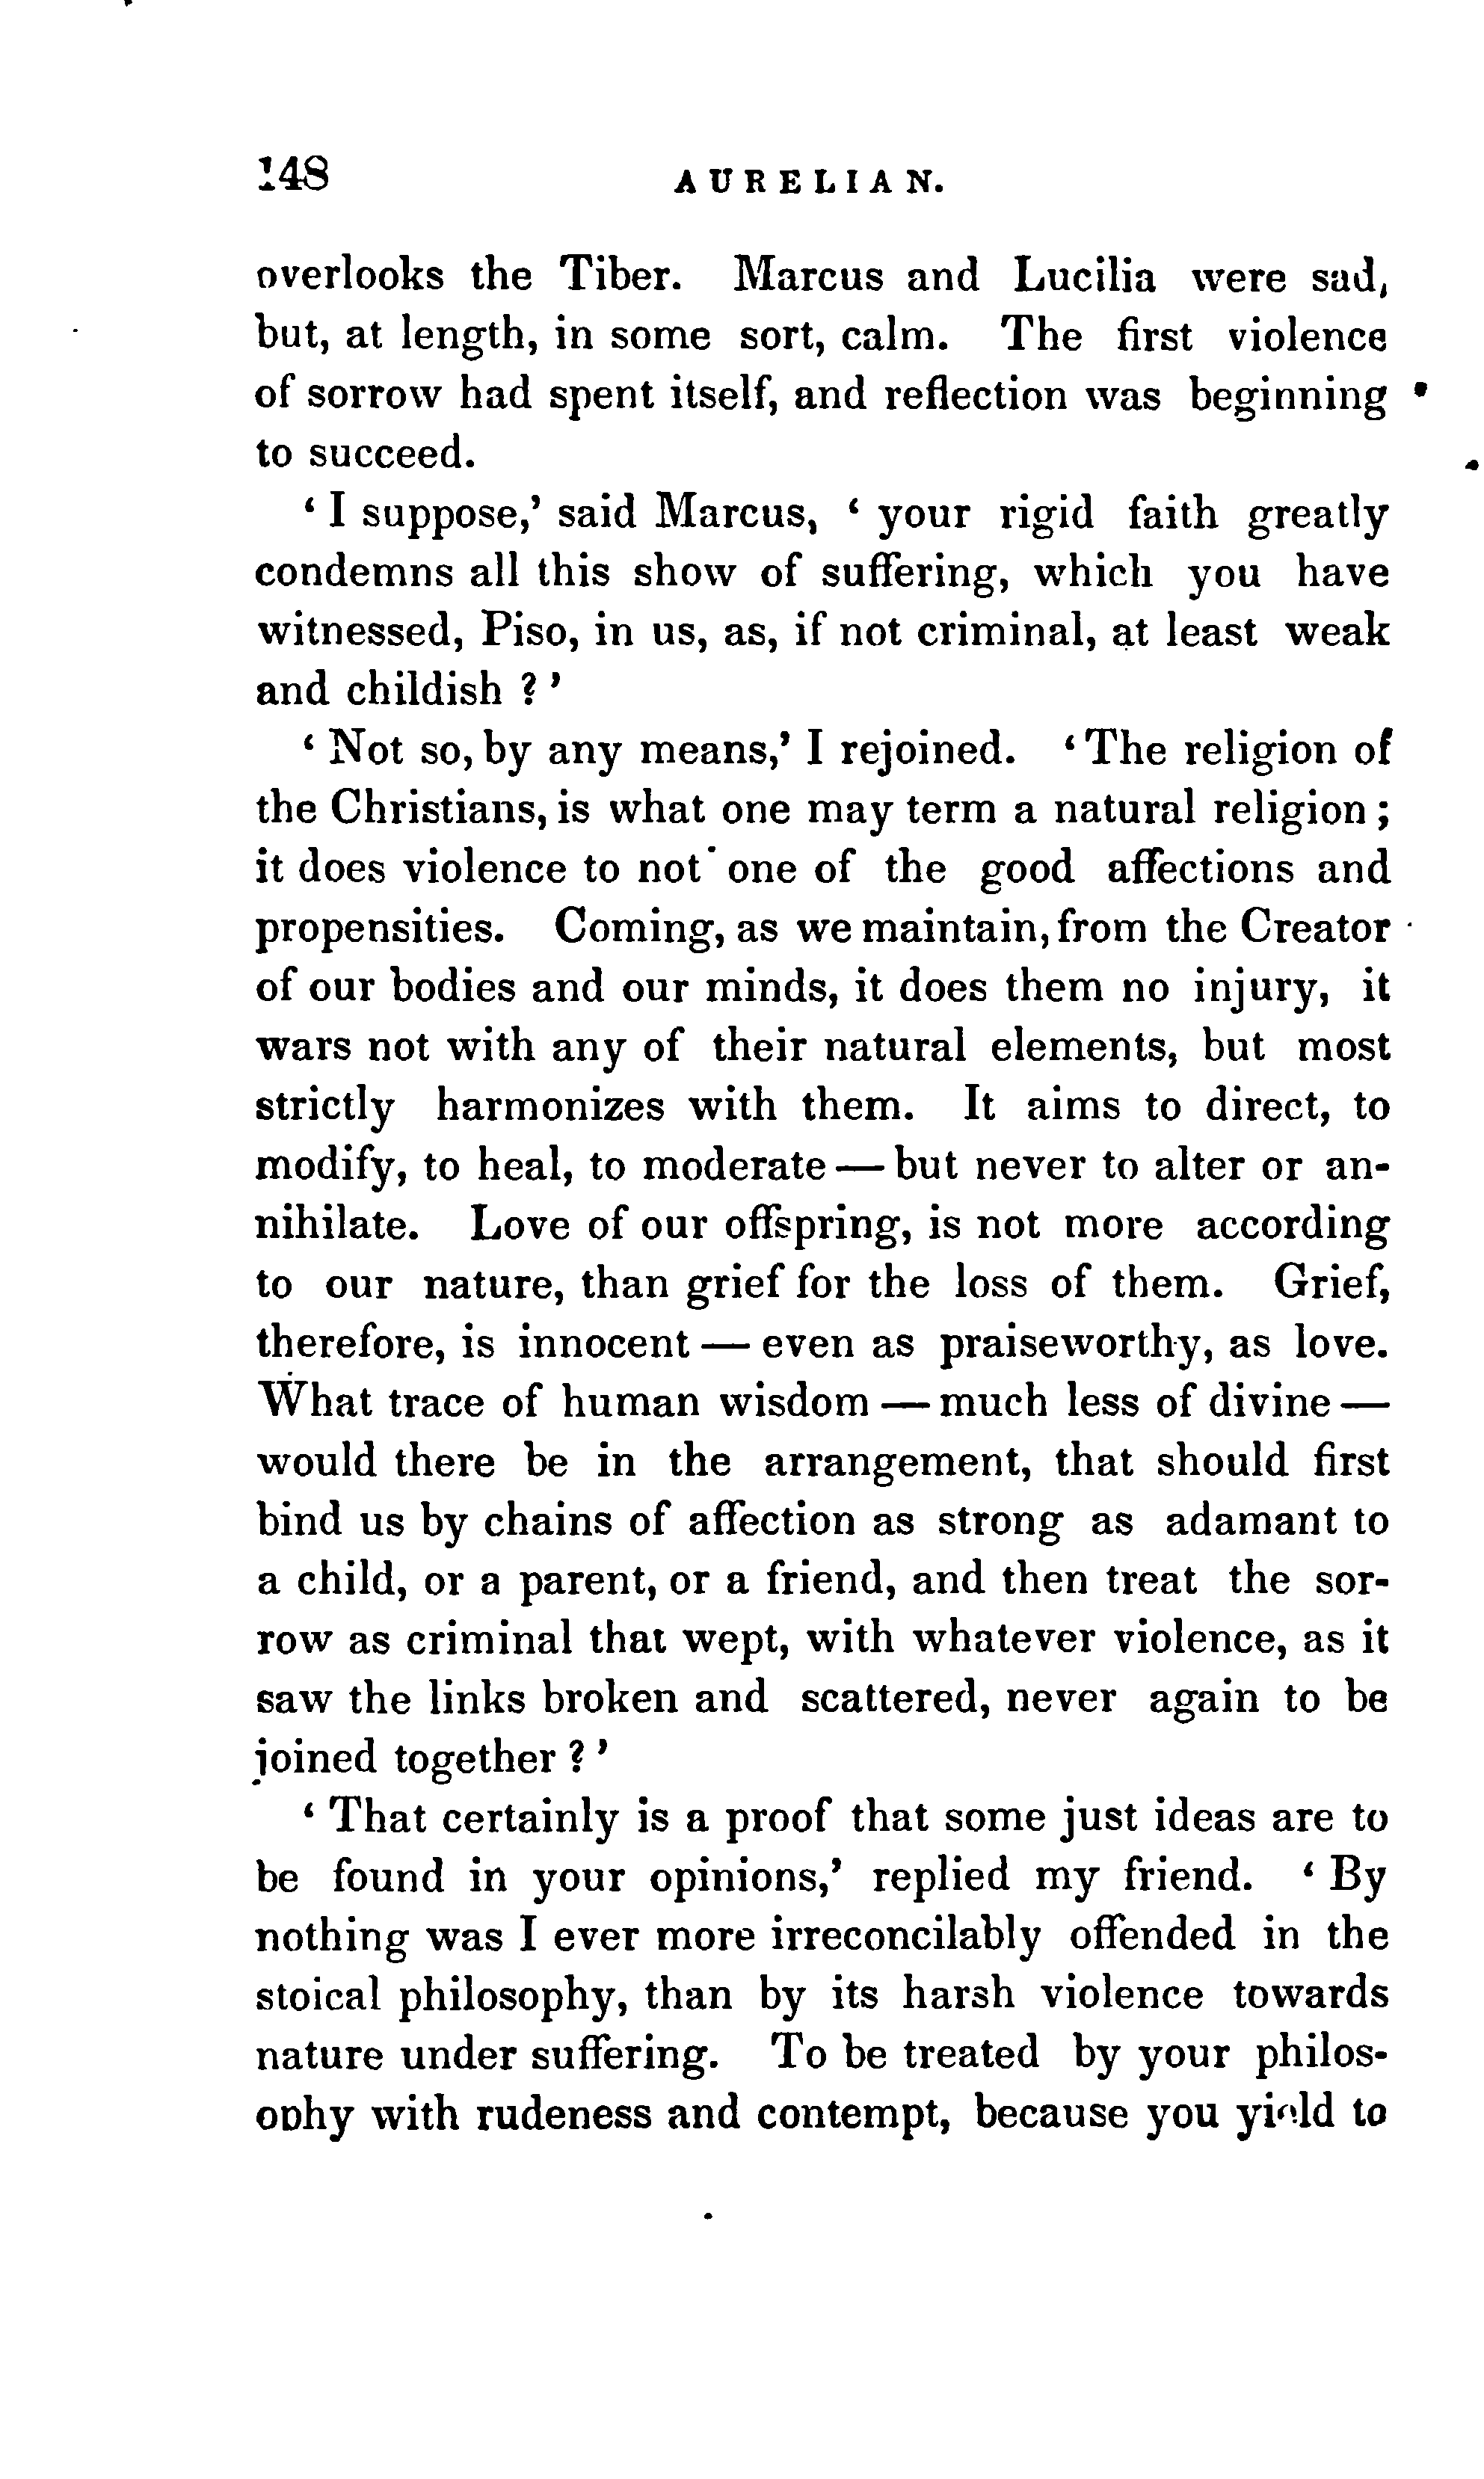 148 AURELIAN.
overlooks the Tiber. Marcus and Lucilia were sad,
but, at length, in some sort, calm. The first violence
of sorrow had spent itself, and reflection was beginning
to succeed.
‘ I suppose,’ said Marcus, ‘ your rigid faith greatly
condemns all this show of suffering, which you have
witnessed, Piso, in us, as, if not criminal, at least weak
and childish ? ’
‘ Not so, by any means,’ I rejoined. ‘ The religion of
the Christians, is what one may term a natural religion ;
it does violence to not one of the good affections and
propensities. Coming, as we maintain, from the Creator
of our bodies and our minds, it does them no injury, it
wars not with any of their natural elements, but most
strictly harmonizes with them. It aims to direct, to
modify, to heal, to moderate — but never to alter or an-
nihilate. Love of our offspring, is not more according
to our nature, than grief for the loss of them. Grief,
therefore, is innocent — even as praiseworthy, as love.
What trace of human wisdom — much less of divine —
would there be in the arrangement, that should first
bind us by chains of affection as strong as adamant to
a child, or a parent, or a friend, and then treat the sor-
row as criminal that wept, with whatever violence, as it
saw the links broken and scattered, never again to be
joined together ? ’
‘ That certainly is a proof that some just ideas are to
be found in your opinions,’ replied my friend. ‘ By
nothing was I ever more irreconcilably offended in the
stoical philosophy, than by its harsh violence towards
nature under suffering. To be treated by your philos-
ophy with rudeness and contempt, because you yield to